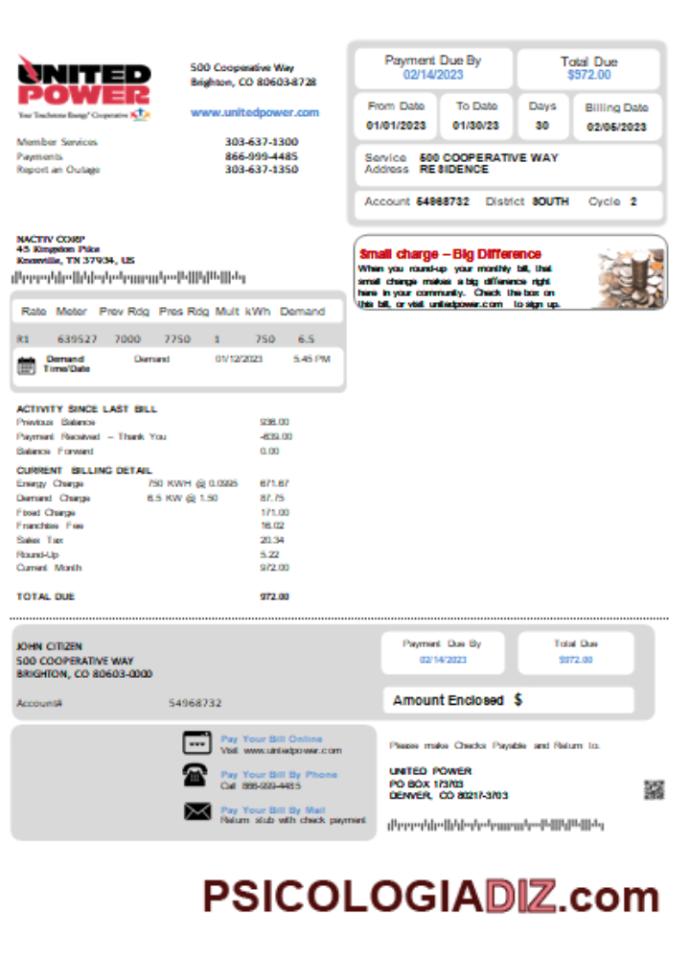 UNITED
POWER
Your Touchstone Energy® Cooperative
500 Cooperative Way
Brighton, CO 80603-8728
www.unitedpower.com
Member Services 303-637-1300
Payments 866-999-4485
Report an Outage 303-637-1350
Payment Due By
02/14/2023
Total Due
$972.00
From Date To Date Days Billing Date
01/01/2023 01/30/23 30 02/05/2023
Service Address 500 COOPERATIVE WAY
RESIDENCE
Account 54968732 District SOUTH Cycle 2
NACTIV CORP
45 Kingston Pike
Knoxville, TN 37934, US
Small charge – Big Difference
When you round-up your monthly bill, that
small change makes a big difference right
here in your community. Check the box on
this bill, or visit unitedpower.com to sign up.
Rate Meter Prev Rdg Pres Rdg Mult kWh Demand
R1 639527 7000 7750 1 750 6.5
Demand Time/Date Demand 01/12/2023 5.45 PM
ACTIVITY SINCE LAST BILL
Previous Balance
Payment Received – Thank You
Balance Forward 0.00
CURRENT BILLING DETAIL
Energy Charge 750 KWH @ 0.0995 671.67
Demand Charge 6.5 KW @ 1.50 87.75
Fixed Charge 171.00
Franchise Fee 16.02
Sales Tax 20.34
Round-Up 5.22
Current Month 972.00
TOTAL DUE 972.00
JOHN CITIZEN
500 COOPERATIVE WAY
BRIGHTON, CO 80603-0000
Account# 54968732
Payment Due By
02/14/2023
Total Due
$972.00
Amount Enclosed $
Pay Your Bill Online
Visit www.unitedpower.com
Pay Your Bill By Phone
Call 866-999-4485
Pay Your Bill By Mail
Return stub with check payment
Please make Checks Payable and Return to.
UNITED POWER
PO BOX 173703
DENVER, CO 80217-3703
PSICOLOGIADIZ.com